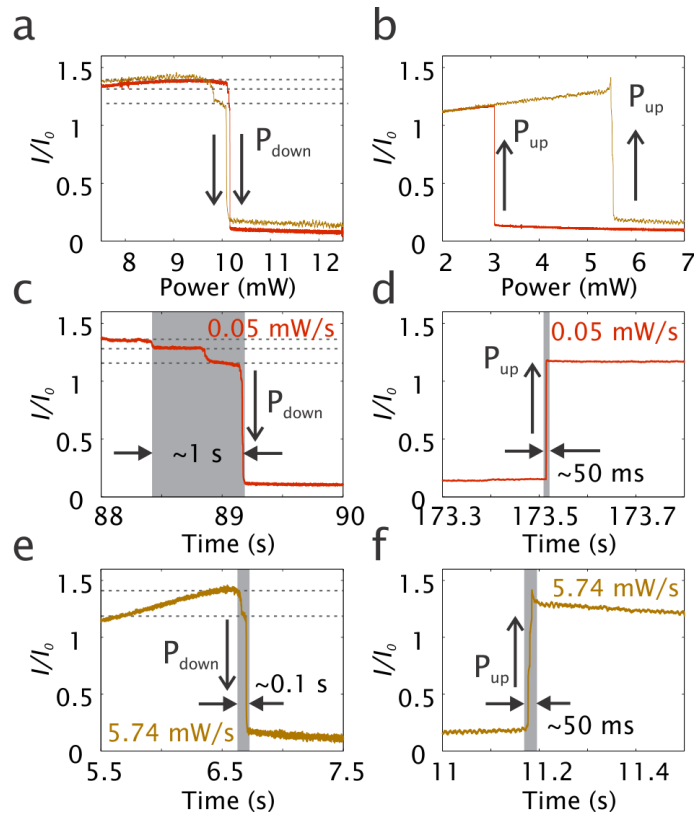 a
b
1.5
1
0.5
0
I/I0
Pdown
8
9
10
11
12
Power (mW)
1.5
1
0.5
0
I/I0
Pup
Pup
2
3
4
5
6
7
Power (mW)
c
d
1.5
1
0.5
0
I/I0
0.05 mW/s
Pdown
~1 s
88
89
90
Time (s)
1.5
1
0.5
0
I/I0
0.05 mW/s
Pup
~50 ms
173.3
173.5
173.7
Time (s)
e
f
1.5
1
0.5
0
I/I0
Pdown
~0.1 s
5.74 mW/s
5.5
6.5
7.5
Time (s)
1.5
1
0.5
0
I/I0
5.74 mW/s
Pup
~50 ms
11
11.2
11.4
Time (s)